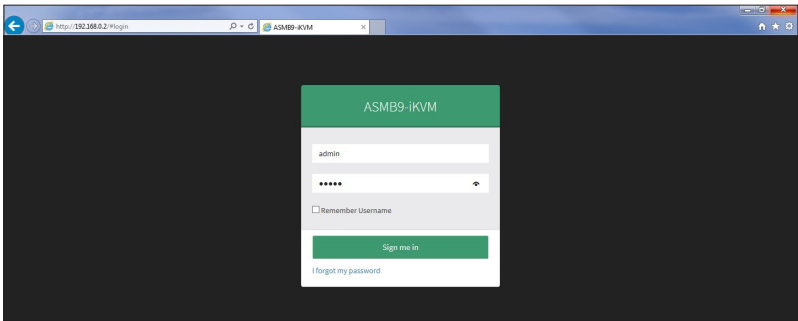 http://192.168.0.2/#login
ASMB9-iKVM
ASMB9-iKVM
admin
Remember Username
Sign me in
I forgot my password